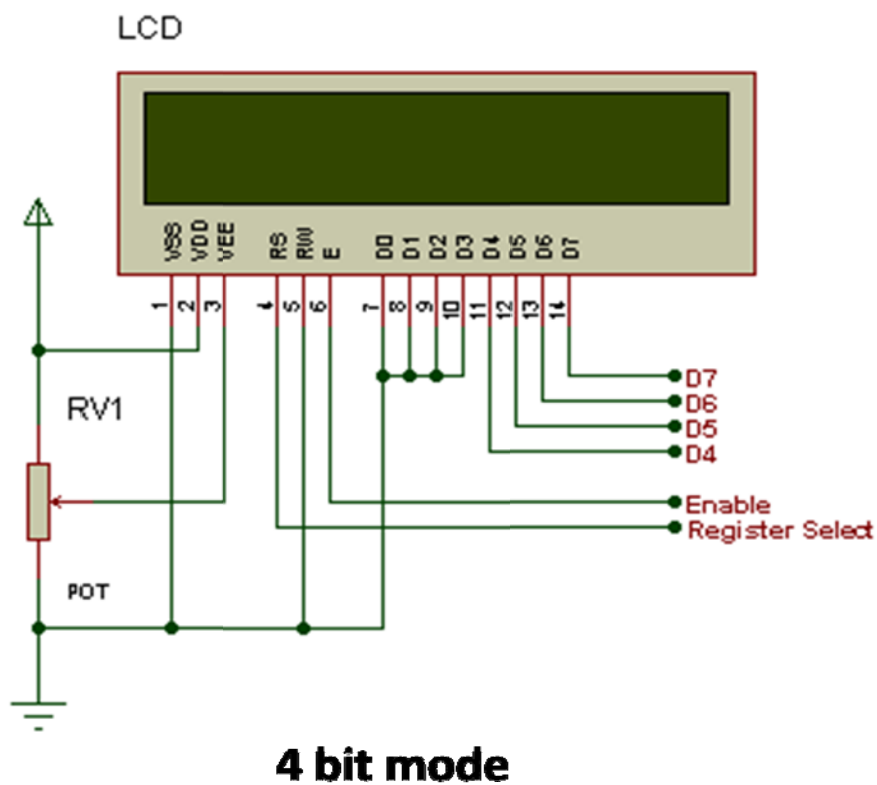 LCD
VSS VDD VEE RS RW E D0 D1 D2 D3 D4 D5 D6 D7
1 2 3 4 5 6 7 8 9 10 11 12 13 14
D7
D6
D5
D4
RV1
Enable
Register Select
POT
4 bit mode